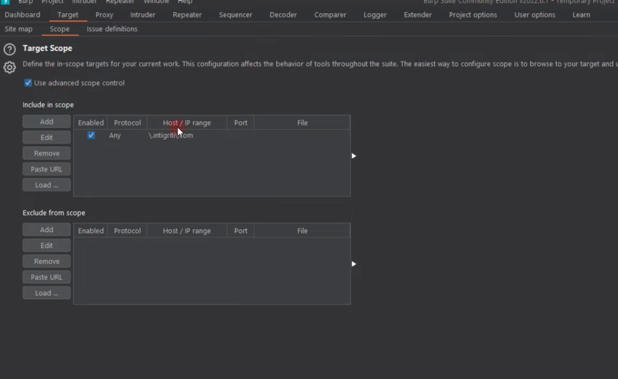 Burp Project Intruder Repeater Window Help
Burp Suite Community Edition Temporary Project
Dashboard Target Proxy Intruder Repeater Sequencer Decoder Comparer Logger Extender Project options User options Learn
Site map Scope Issue definitions
Target Scope
Define the in-scope targets for your current work. This configuration affects the behavior of tools throughout the suite. The easiest way to configure scope is to browse to your target and
Use advanced scope control
Include in scope
Add
Enabled Protocol Host / IP range Port File
Edit
Any
Remove
Paste URL
Load ...
Exclude from scope
Add
Enabled Protocol Host / IP range Port File
Edit
Remove
Paste URL
Load ...